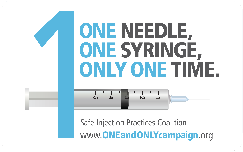 1 ONE NEEDLE,
ONE SYRINGE,
ONLY ONE TIME.
Safe Injection Practices Coalition
www.ONEandONLYcampaign.org